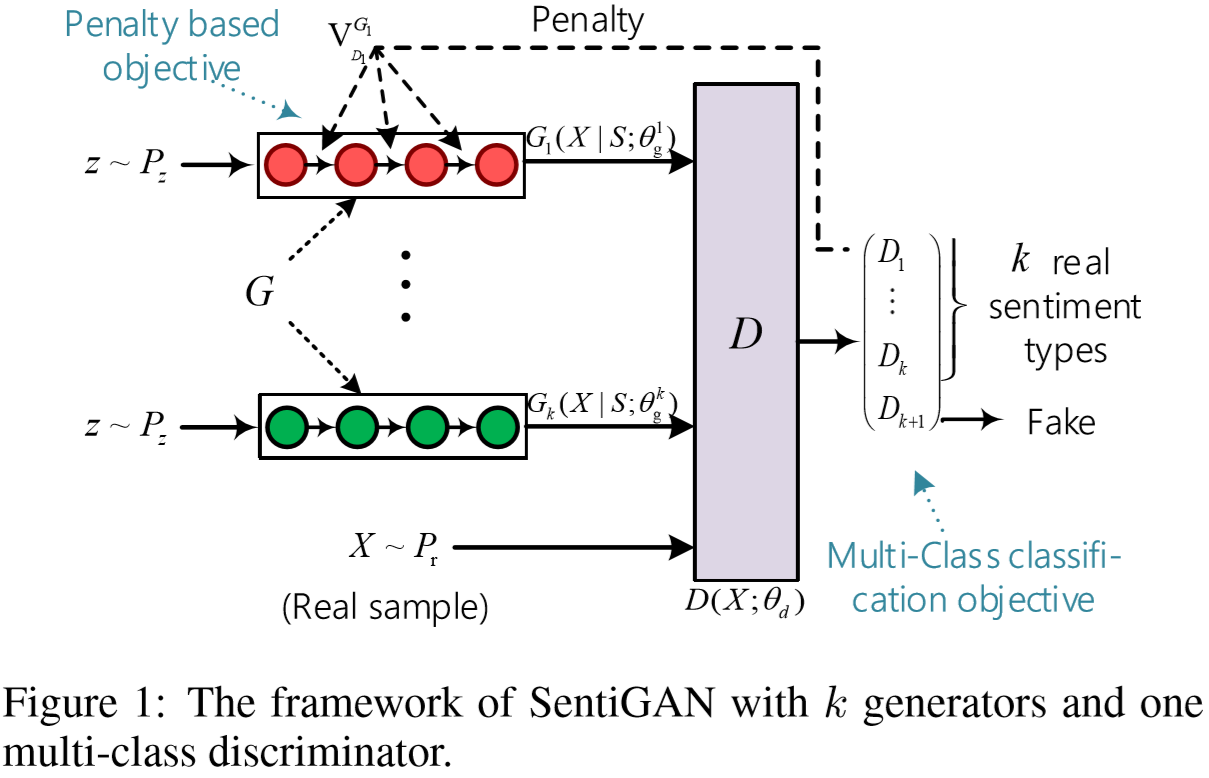 Penalty based
objective
V_{D_1}^{G_1}
Penalty
z ~ P_z
G_1(X | S; θ_g^1)
G
z ~ P_z
G_k(X | S; θ_g^k)
X ~ P_r
(Real sample)
D
D(X; θ_d)
D_1
⋮
D_k
D_{k+1}
k real
sentiment
types
Fake
Multi-Class classifi-
cation objective
Figure 1: The framework of SentiGAN with k generators and one
multi-class discriminator.